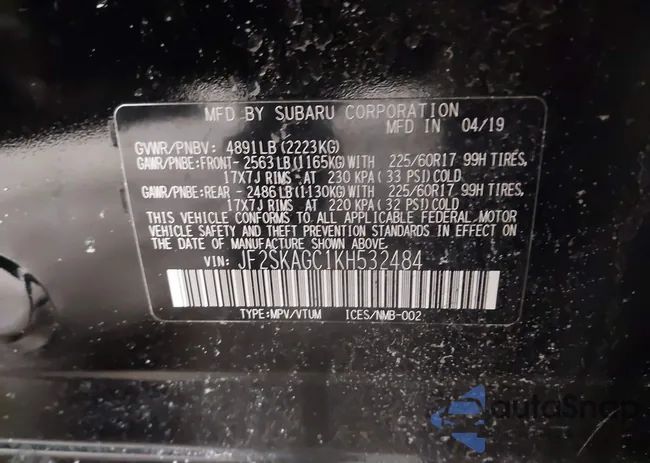 MFD BY SUBARU CORPORATION
MFD IN 04/19
GVWR/PNBV: 4891LB(2223KG)
GAWR/PNBE:FRONT-2563LB(1165KG)WITH 225/60R17 99H TIRES,
17X7J RIMS AT 230 KPA(33 PSI)COLD
GAWR/PNBE:REAR -2486LB(1130KG)WITH 225/60R17 99H TIRES,
17X7J RIMS AT 220 KPA(32 PSI)COLD
THIS VEHICLE CONFORMS TO ALL APPLICABLE FEDERAL MOTOR
VEHICLE SAFETY AND THEFT PREVENTION STANDARDS IN EFFECT ON
THE DATE OF MANUFACTURE SHOWN ABOVE.
VIN: JF2SKAGC1KH532484
TYPE:MPV/VTUM ICES/NMB-002
autoSnap